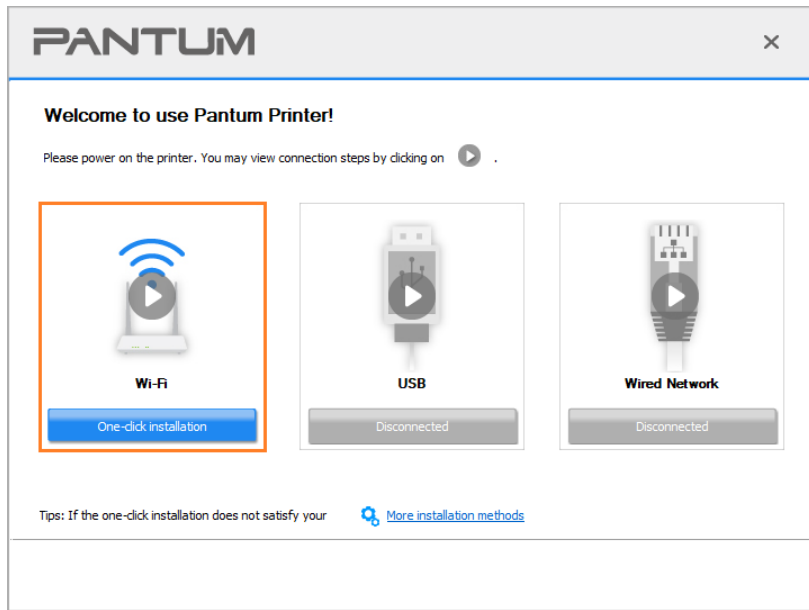 PANTUM
Welcome to use Pantum Printer!
Please power on the printer. You may view connection steps by clicking on .
Wi-Fi
USB
Wired Network
One-click installation
Disconnected
Disconnected
Tips: If the one-click installation does not satisfy your More installation methods